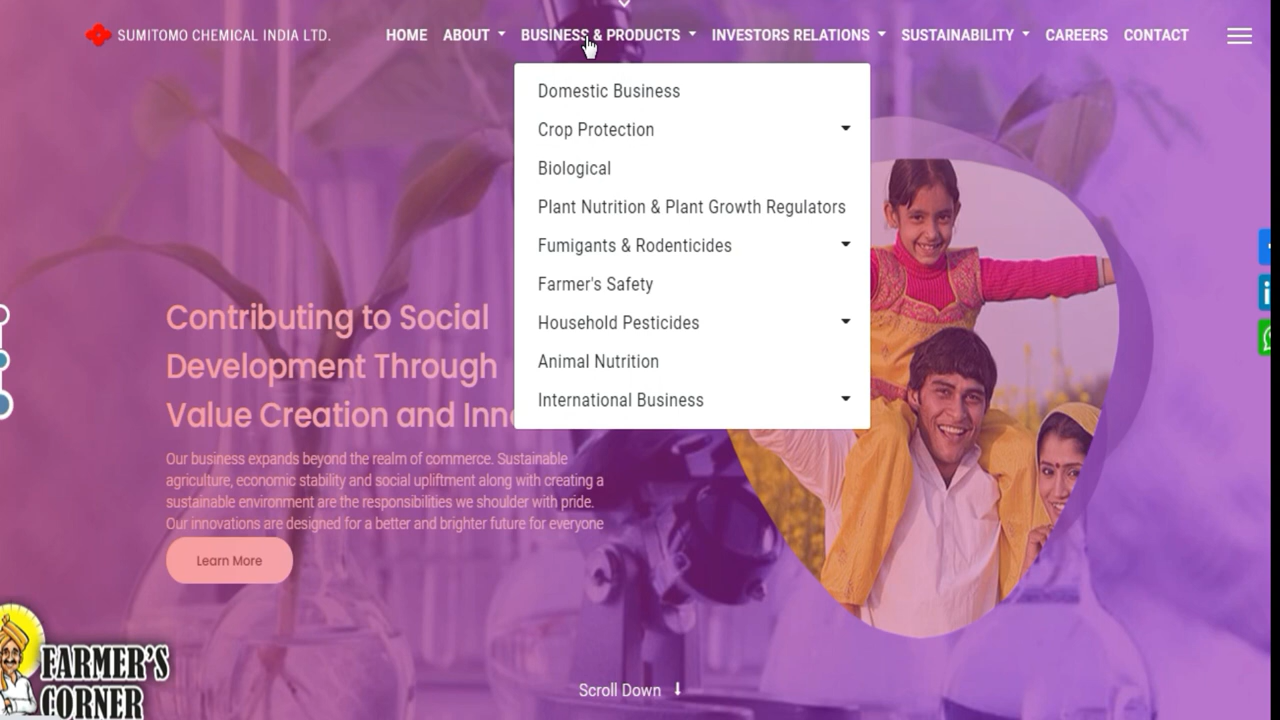 SUMITOMO CHEMICAL INDIA LTD.
HOME ABOUT BUSINESS & PRODUCTS INVESTORS RELATIONS SUSTAINABILITY CAREERS CONTACT
Domestic Business
Crop Protection
Biological
Plant Nutrition & Plant Growth Regulators
Fumigants & Rodenticides
Farmer's Safety
Household Pesticides
Animal Nutrition
International Business
Contributing to Social
Development Through
Value Creation and
Our business expands beyond the realm of commerce. Sustainable
agriculture, economic stability and social upliftment along with creating a
sustainable environment are the responsibilities we shoulder with pride.
Our innovations are designed for a better and brighter future for everyone
Learn More
FARMER'S
CORNER
Scroll Down